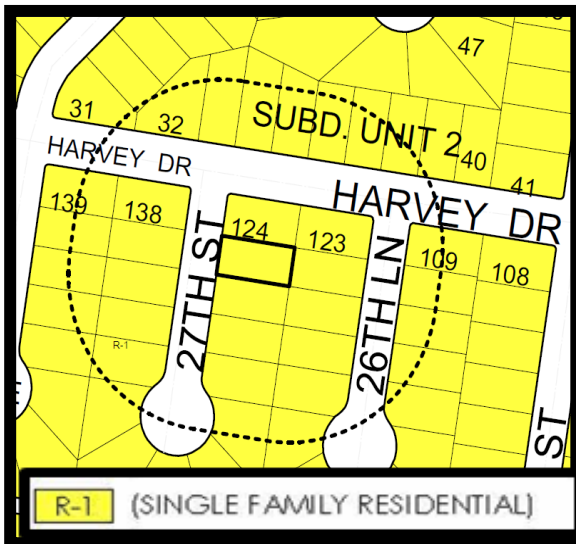 47
31
32
SUBD. UNIT 2
40
41
HARVEY DR
HARVEY DR
139
138
124
123
109
108
27TH ST
26TH LN
R-1
ST
R-1 (SINGLE FAMILY RESIDENTIAL)